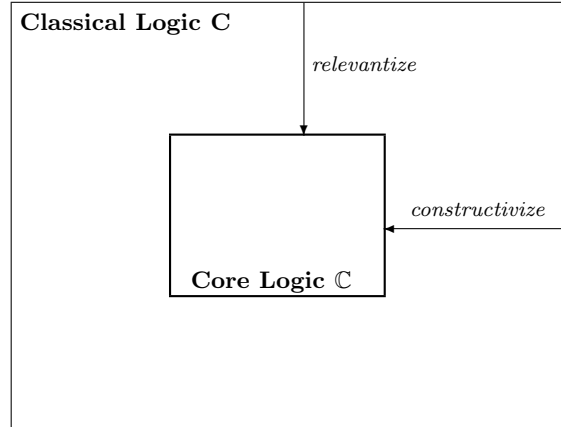 Classical Logic C
relevantize
constructivize
Core Logic ℂ